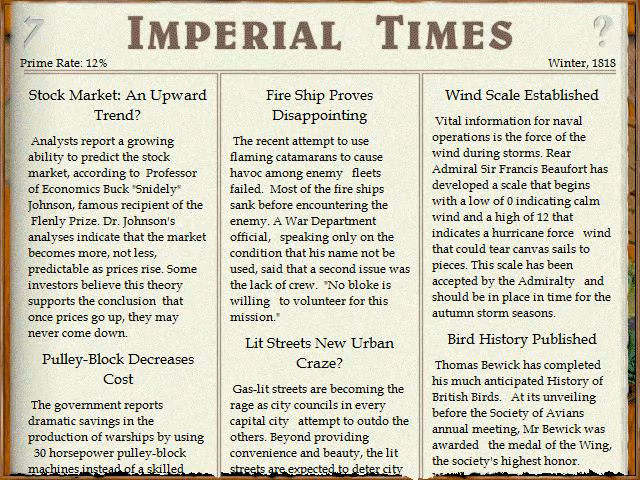 IMPERIAL TIMES
Prime Rate: 12%
Winter, 1818
Stock Market: An Upward
Trend?
Analysts report a growing
ability to predict the stock
market, according to Professor
of Economics Buck "Snidely"
Johnson, famous recipient of the
Flenly Prize. Dr. Johnson's
analyses indicate that the market
becomes more, not less,
predictable as prices rise. Some
investors believe this theory
supports the conclusion that
once prices go up, they may
never come down.
Pulley-Block Decreases
Cost
The government reports
dramatic savings in the
production of warships by using
30 horsepower pulley-block
machines instead of a skilled
Fire Ship Proves
Disappointing
The recent attempt to use
flaming catamarans to cause
havoc among enemy fleets
failed. Most of the fire ships
sank before encountering the
enemy. A War Department
official, speaking only on the
condition that his name not be
used, said that a second issue was
the lack of crew. "No bloke is
willing to volunteer for this
mission."
Lit Streets New Urban
Craze?
Gas-lit streets are becoming the
rage as city councils in every
capital city attempt to outdo the
others. Beyond providing
convenience and beauty, the lit
streets are expected to deter city
Wind Scale Established
Vital information for naval
operations is the force of the
wind during storms. Rear
Admiral Sir Francis Beaufort has
developed a scale that begins
with a low of 0 indicating calm
wind and a high of 12 that
indicates a hurricane force wind
that could tear canvas sails to
pieces. This scale has been
accepted by the Admiralty and
should be in place in time for the
autumn storm seasons.
Bird History Published
Thomas Bewick has completed
his much anticipated History of
British Birds. At its unveiling
before the Society of Avians
annual meeting, Mr Bewick was
awarded the medal of the Wing,
the society's highest honor.